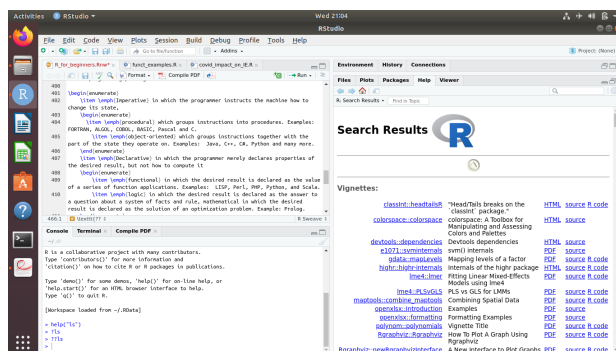 Activities RStudio Wed 21:04
RStudio
File Edit Code View Plots Session Build Debug Profile Tools Help
Go to file/function Addins
Project: (None)
R_for_beginners.Rnw* funct_examples.R covid_impact_on_IE.R
Format Compile PDF Run
400
401 \begin{enumerate}
402 \item \emph{Imperative} in which the programmer instructs the machine how to
change its state,
403 \begin{enumerate}
404 \item \emph{procedural} which groups instructions into procedures. Examples:
FORTRAN, ALGOL, COBOL, BASIC, Pascal and C.
405 \item \emph{object-oriented} which groups instructions together with the
part of the state they operate on. Examples: Java, C++, C#, Python and many more.
406 \end{enumerate}
407 \item \emph{Declarative} in which the programmer merely declares properties of
the desired result, but not how to compute it
408 \begin{enumerate}
409 \item \emph{functional} in which the desired result is declared as the value
of a series of function applications. Examples: LISP, Perl, PHP, Python, and Scala.
410 \item \emph{logic} in which the desired result is declared as the answer to
a question about a system of facts and rule, mathematical in which the desired
result is declared as the solution of an optimization problem. Example: Prolog.
466:1 R Sweave
Console Terminal Compile PDF
~/
R is a collaborative project with many contributors.
Type 'contributors()' for more information and
'citation()' on how to cite R or R packages in publications.
Type 'demo()' for some demos, 'help()' for on-line help, or
'help.start()' for an HTML browser interface to help.
Type 'q()' to quit R.
[Workspace loaded from ~/.RData]
> help("ls")
> ?ls
> ??ls
>
Environment History Connections
Files Plots Packages Help Viewer
R: Search Results Find in Topic
Search Results R
Vignettes:
classInt::headtailsR "Head/Tails breaks on the `classInt` package." HTML source R code
colorspace::colorspace colorspace: A Toolbox for Manipulating and Assessing Colors and Palettes HTML source
devtools::dependencies Devtools dependencies HTML source
e1071::svminternals svm() internals PDF source
gdata::mapLevels Mapping levels of a factor PDF source R code
highr::highr-internals Internals of the highr package HTML source R code
lme4::lmer Fitting Linear Mixed-Effects Models using lme4 PDF source R code
lme4::PLSvGLS PLS vs GLS for LMMs PDF source R code
maptools::combine_maptools Combining Spatial Data PDF source R code
openxlsx::Introduction Examples PDF source R code
openxlsx::formatting Formatting Examples PDF source R code
polynom::polynomials Vignette Title PDF source R code
Rgraphviz::Rgraphviz How To Plot A Graph Using Rgraphviz PDF source R code
Rgraphviz::newRgraphvizInterface A New Interface to Plot Graphs PDF source R code